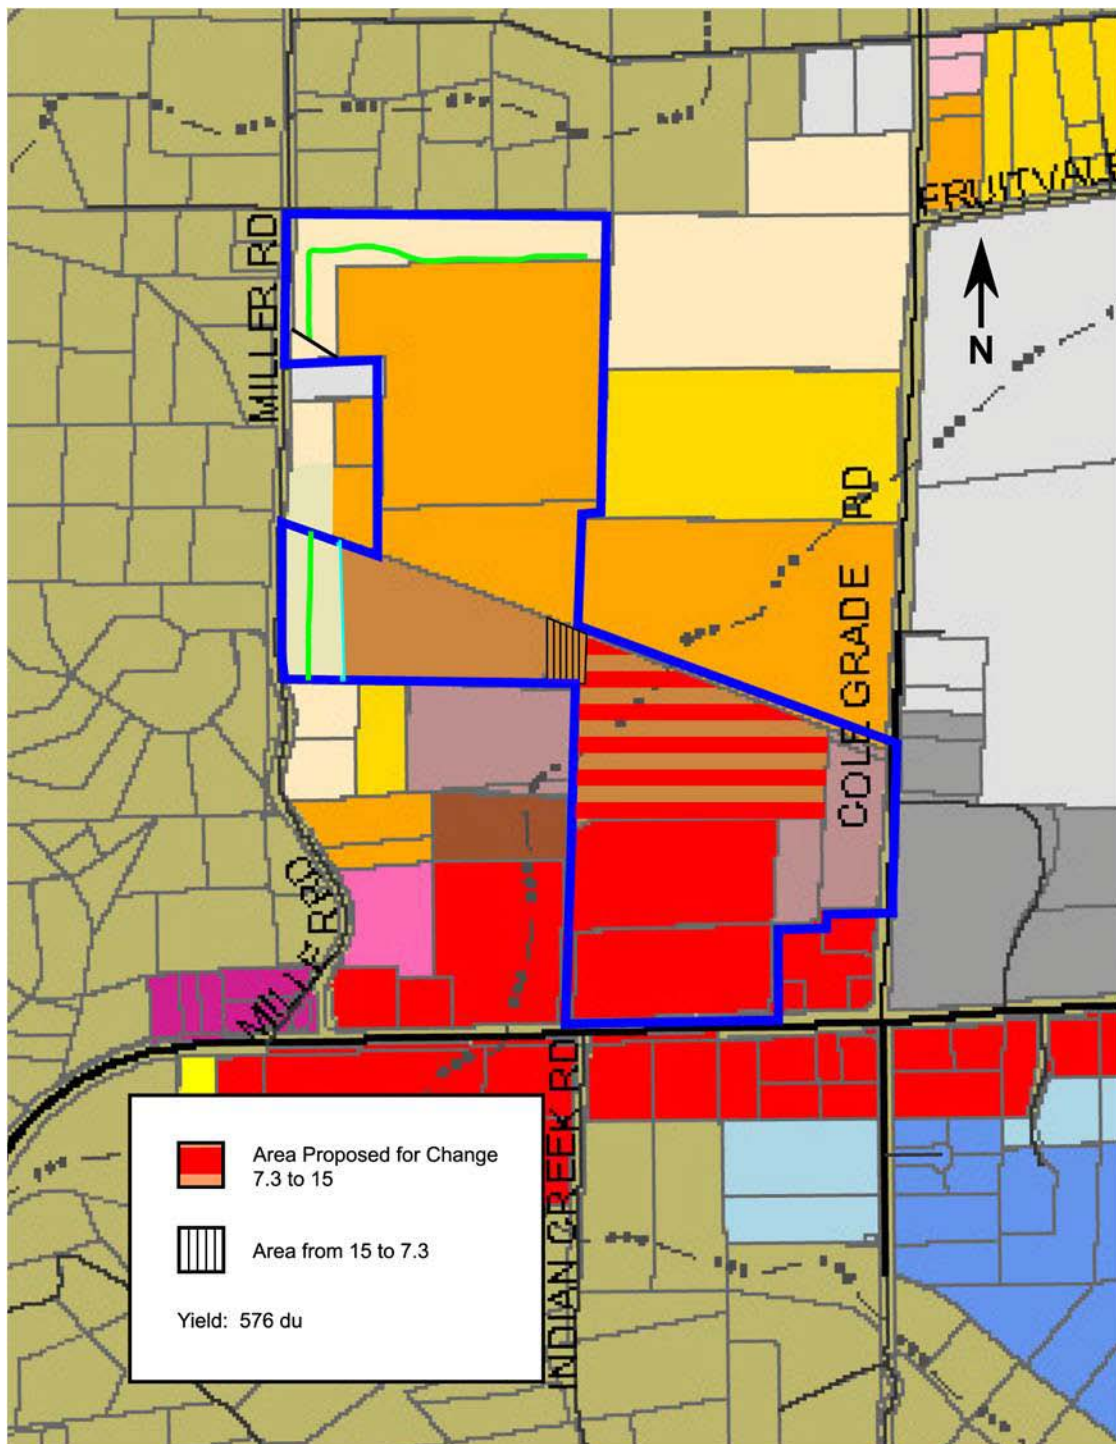 FRUITVALE
MILLER RD
N
COLE GRADE RD
MILLER RD
INDIAN CREEK RD
Area Proposed for Change
7.3 to 15
Area from 15 to 7.3
Yield: 576 du